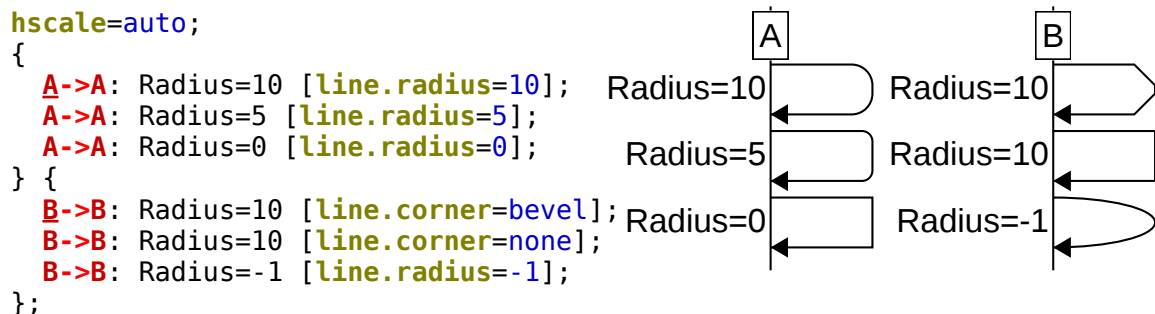 hscale=auto;
{
  A->A: Radius=10 [line.radius=10];
  A->A: Radius=5 [line.radius=5];
  A->A: Radius=0 [line.radius=0];
} {
  B->B: Radius=10 [line.corner=bevel];
  B->B: Radius=10 [line.corner=none];
  B->B: Radius=-1 [line.radius=-1];
};
A
Radius=10
Radius=5
Radius=0
B
Radius=10
Radius=10
Radius=-1